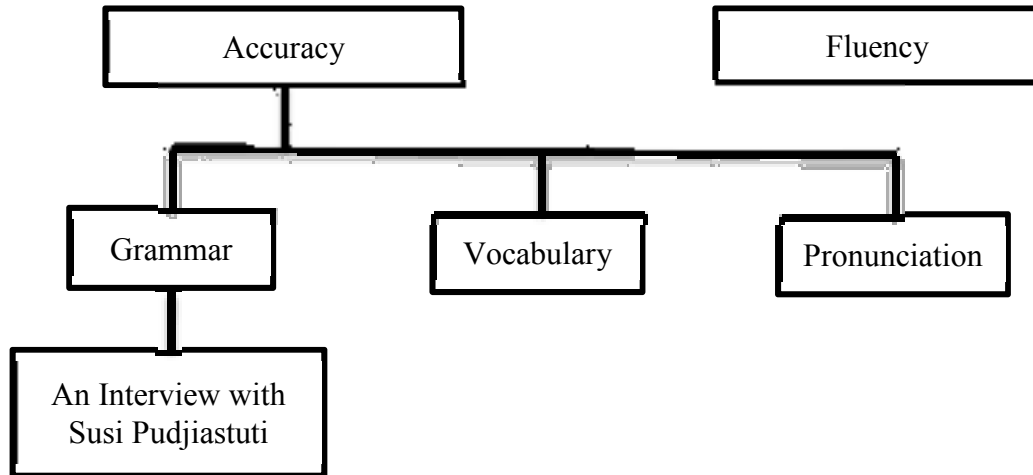 Accuracy
Fluency
Grammar
Vocabulary
Pronunciation
An Interview with
Susi Pudjiastuti